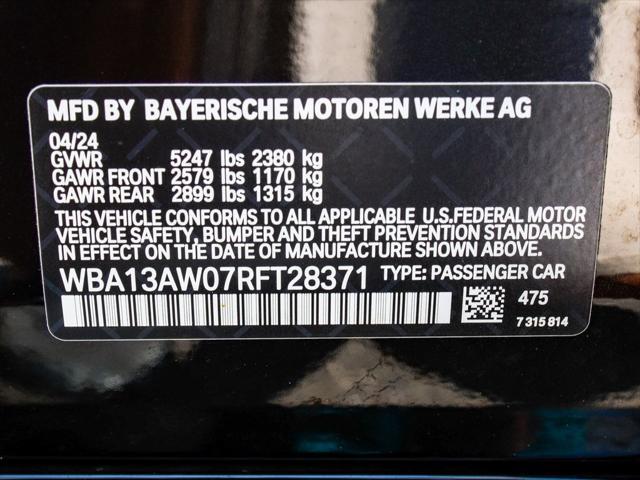 MFD BY BAYERISCHE MOTOREN WERKE AG
04/24
GVWR 5247 lbs 2380 kg
GAWR FRONT 2579 lbs 1170 kg
GAWR REAR 2899 lbs 1315 kg
THIS VEHICLE CONFORMS TO ALL APPLICABLE U.S.FEDERAL MOTOR
VEHICLE SAFETY, BUMPER AND THEFT PREVENTION STANDARDS
IN EFFECT ON THE DATE OF MANUFACTURE SHOWN ABOVE.
WBA13AW07RFT28371 TYPE: PASSENGER CAR
475
7 315 814